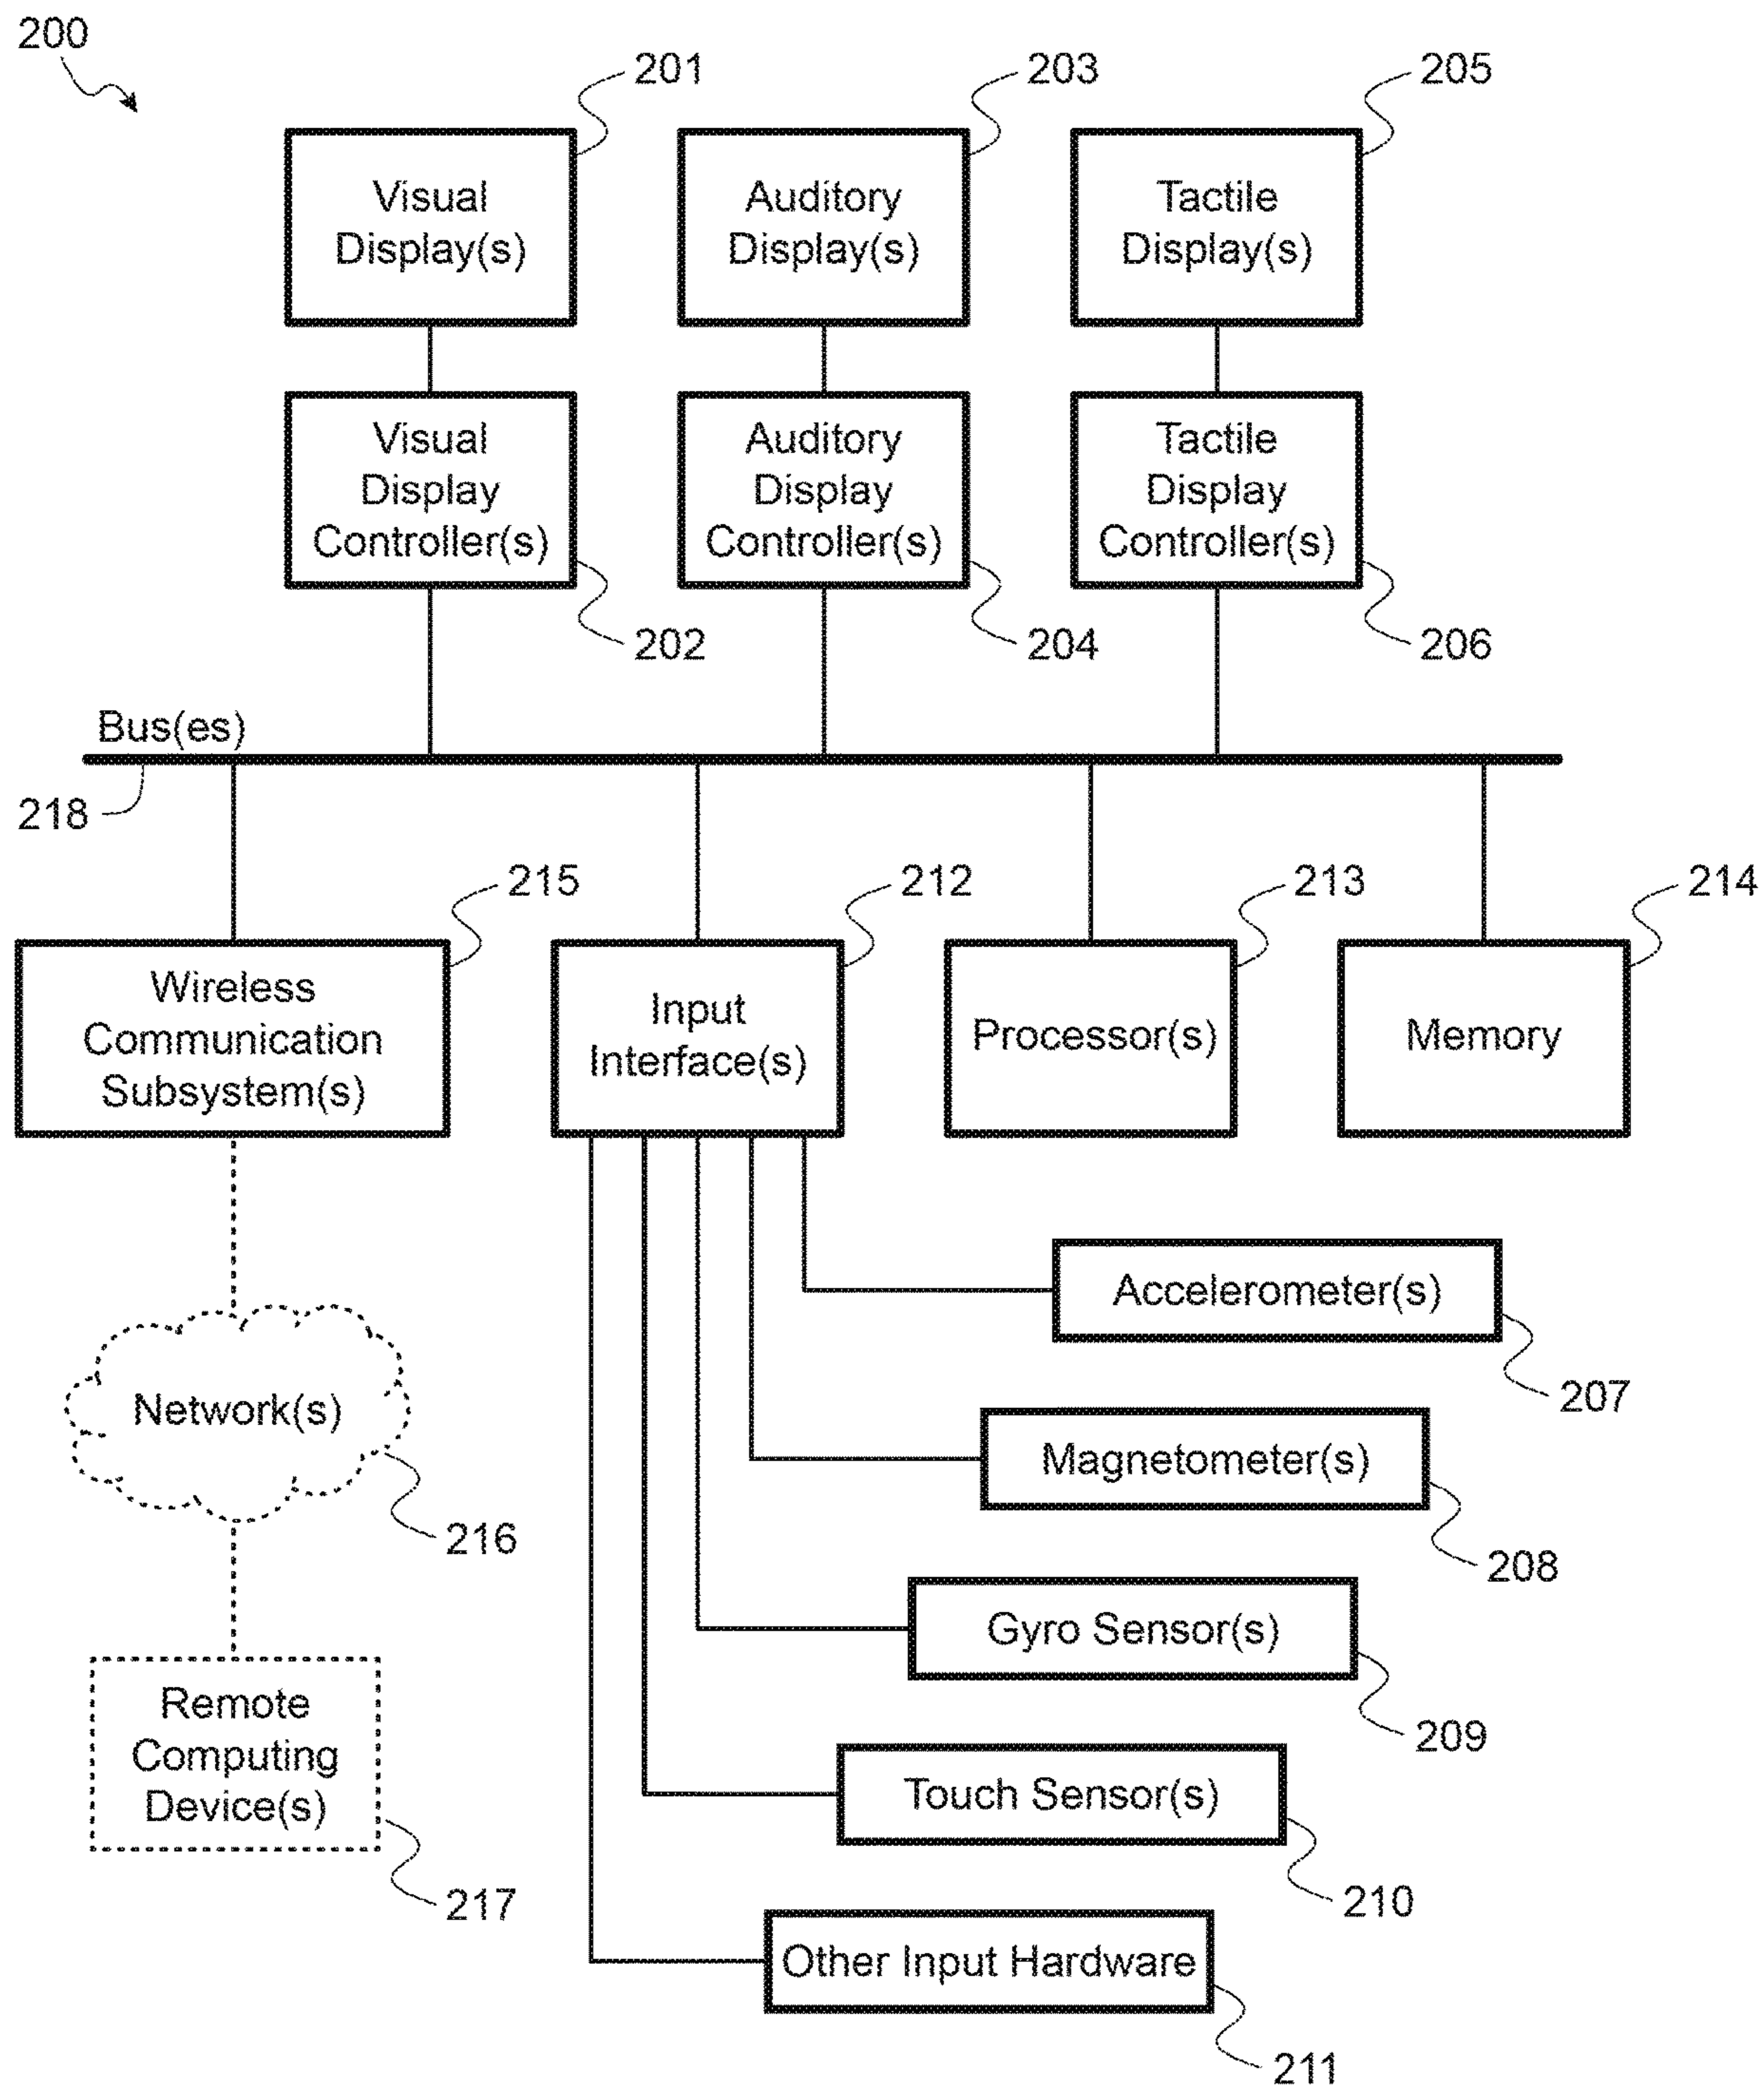 200
201
203
205
Visual
Display(s)
Auditory
Display(s)
Tactile
Display(s)
Visual
Display
Controller(s)
Auditory
Display
Controller(s)
Tactile
Display
Controller(s)
202
204
206
Bus(es)
218
215
212
213
214
Wireless
Communication
Subsystem(s)
Input
Interface(s)
Processor(s)
Memory
Accelerometer(s)
207
Network(s)
216
Magnetometer(s)
208
Gyro Sensor(s)
209
Remote
Computing
Device(s)
217
Touch Sensor(s)
210
Other Input Hardware
211